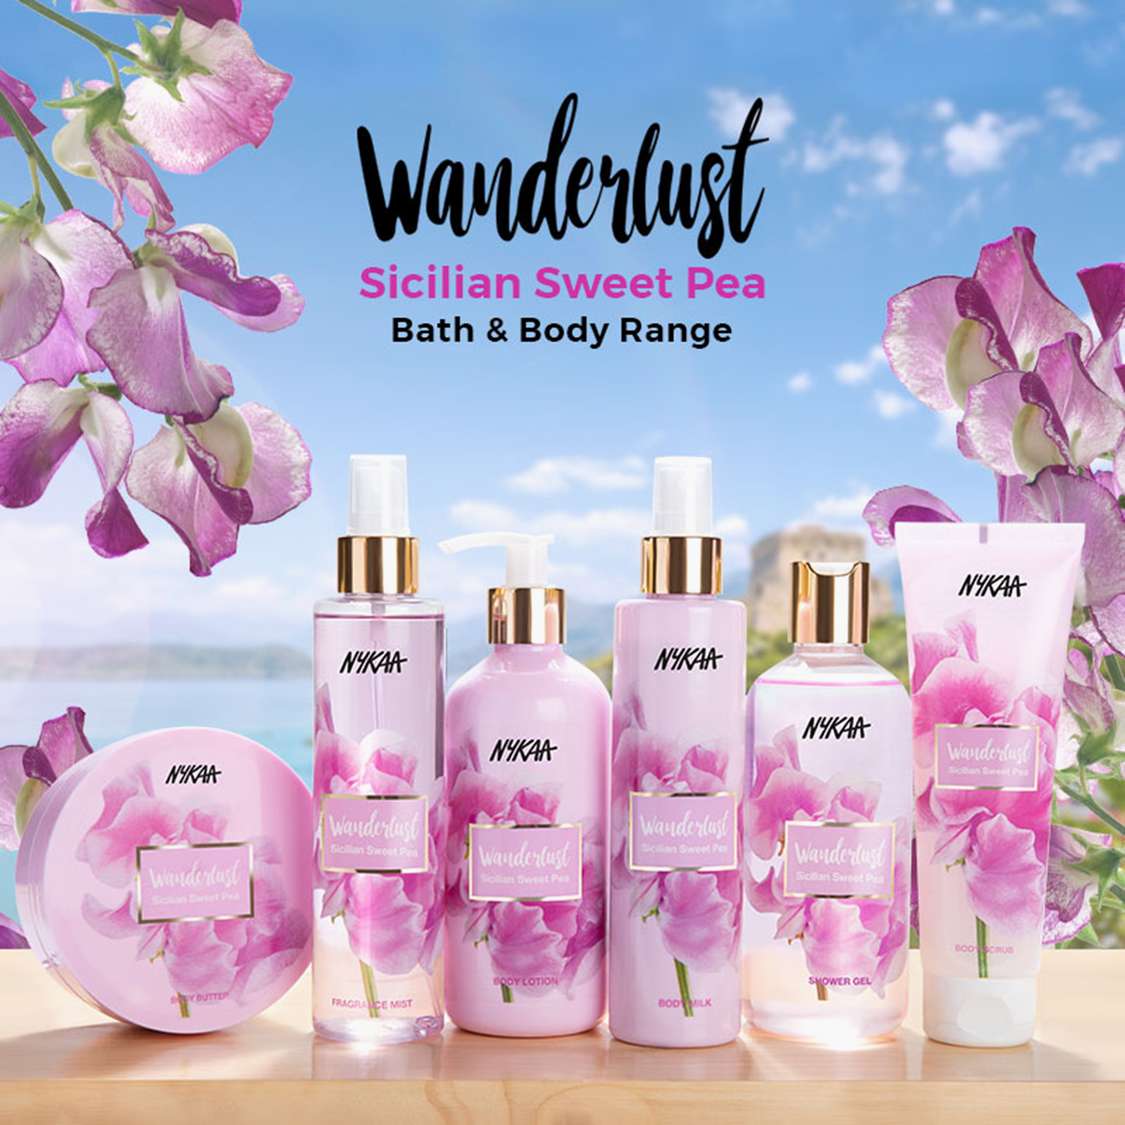 Wanderlust
Sicilian Sweet Pea
Bath & Body Range
NYKAA
Wanderlust
Sicilian Sweet Pea
BODY BUTTER
NYKAA
Wanderlust
Sicilian Sweet Pea
FRAGRANCE MIST
NYKAA
Wanderlust
Sicilian Sweet Pea
BODY LOTION
NYKAA
Wanderlust
Sicilian Sweet Pea
BODY MILK
NYKAA
Wanderlust
Sicilian Sweet Pea
SHOWER GEL
NYKAA
Wanderlust
Sicilian Sweet Pea
BODY SCRUB